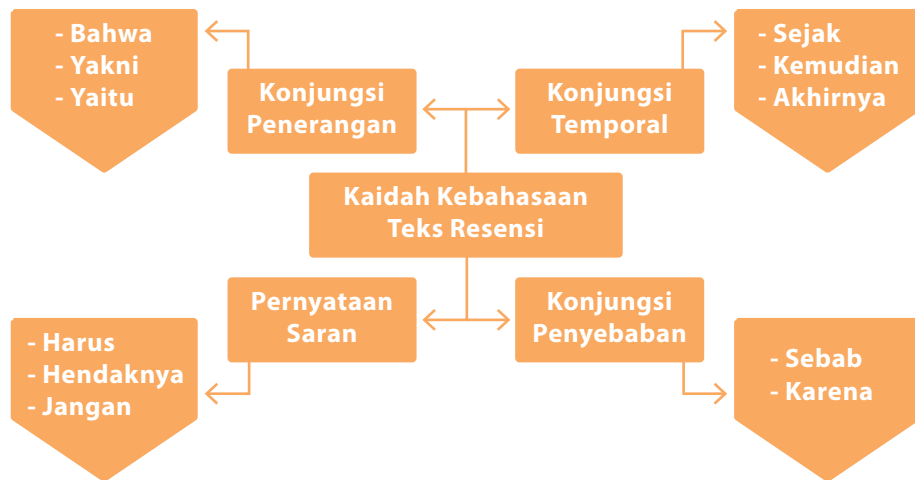 - Bahwa
- Yakni
- Yaitu
Konjungsi
Penerangan
Konjungsi
Temporal
- Sejak
- Kemudian
- Akhirnya
Kaidah Kebahasaan
Teks Resensi
- Harus
- Hendaknya
- Jangan
Pernyataan
Saran
Konjungsi
Penyebaban
- Sebab
- Karena